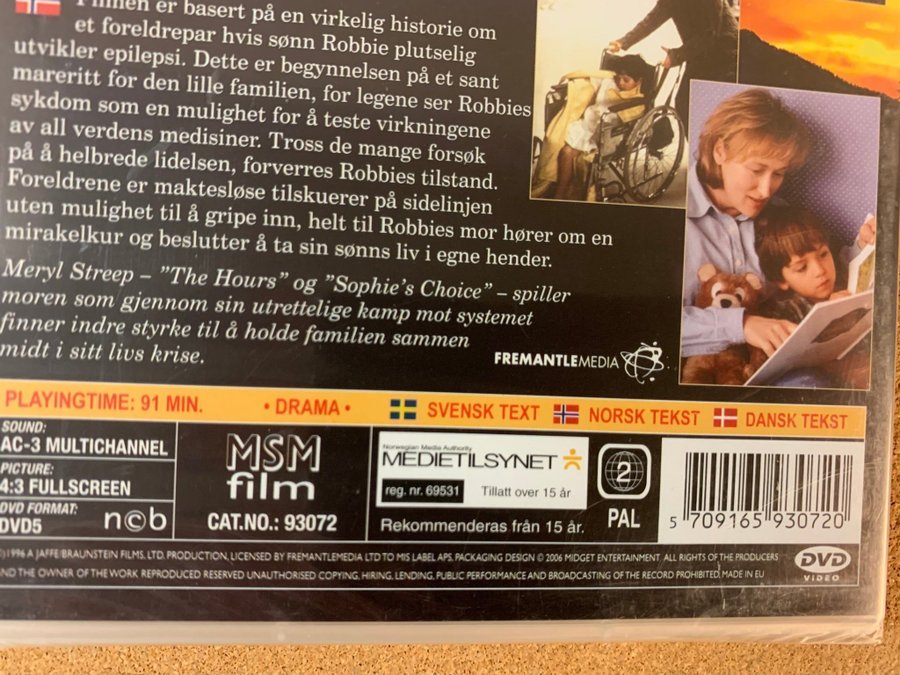 Filmen er basert på en virkelig historie om
et foreldrepar hvis sønn Robbie plutselig
utvikler epilepsi. Dette er begynnelsen på et sant
mareritt for den lille familien, for legene ser Robbies
sykdom som en mulighet for å teste virkningene
av all verdens medisiner. Tross de mange forsøk
på å helbrede lidelsen, forverres Robbies tilstand.
Foreldrene er maktesløse tilskuerer på sidelinjen
uten mulighet til å gripe inn, helt til Robbies mor hører om en
mirakelkur og beslutter å ta sin sønns liv i egne hender.
Meryl Streep – "The Hours" og "Sophie's Choice" – spiller
moren som gjennom sin utrettelige kamp mot systemet
finner indre styrke til å holde familien sammen
midt i sitt livs krise.
FREMANTLEMEDIA
PLAYINGTIME: 91 MIN. • DRAMA • SVENSK TEXT NORSK TEKST DANSK TEKST
SOUND:
AC-3 MULTICHANNEL
PICTURE:
4:3 FULLSCREEN
DVD FORMAT:
DVD5
ncb
MSM
film
CAT.NO.: 93072
Norwegian Media Authority
MEDIETILSYNET
reg. nr. 69531 Tillatt over 15 år
Rekommenderas från 15 år.
2
PAL
5 709165 930720
1996 A JAFFE/BRAUNSTEIN FILMS, LTD. PRODUCTION, LICENSED BY FREMANTLEMEDIA LTD TO MIS LABEL APS, PACKAGING DESIGN © 2006 MIDGET ENTERTAINMENT. ALL RIGHTS OF THE PRODUCERS
AND THE OWNER OF THE WORK REPRODUCED RESERVED UNAUTHORISED COPYING, HIRING, LENDING, PUBLIC PERFORMANCE AND BROADCASTING OF THE RECORD PROHIBITED. MADE IN EU
DVD
VIDEO